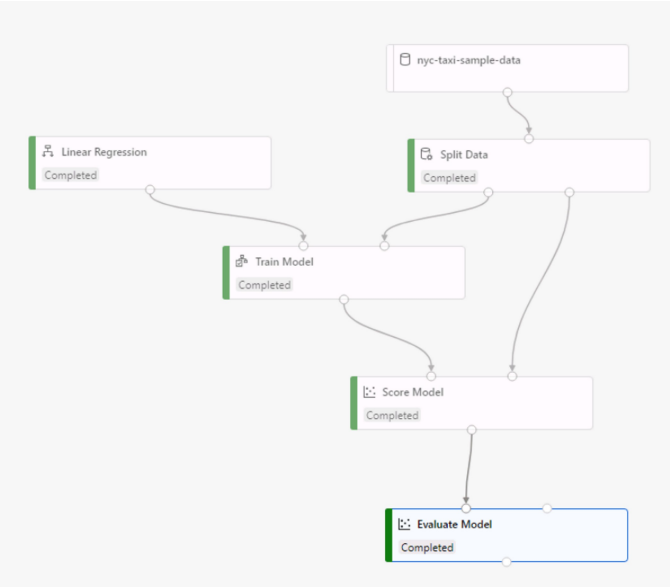 nyc-taxi-sample-data
Linear Regression
Completed
Split Data
Completed
Train Model
Completed
Score Model
Completed
Evaluate Model
Completed